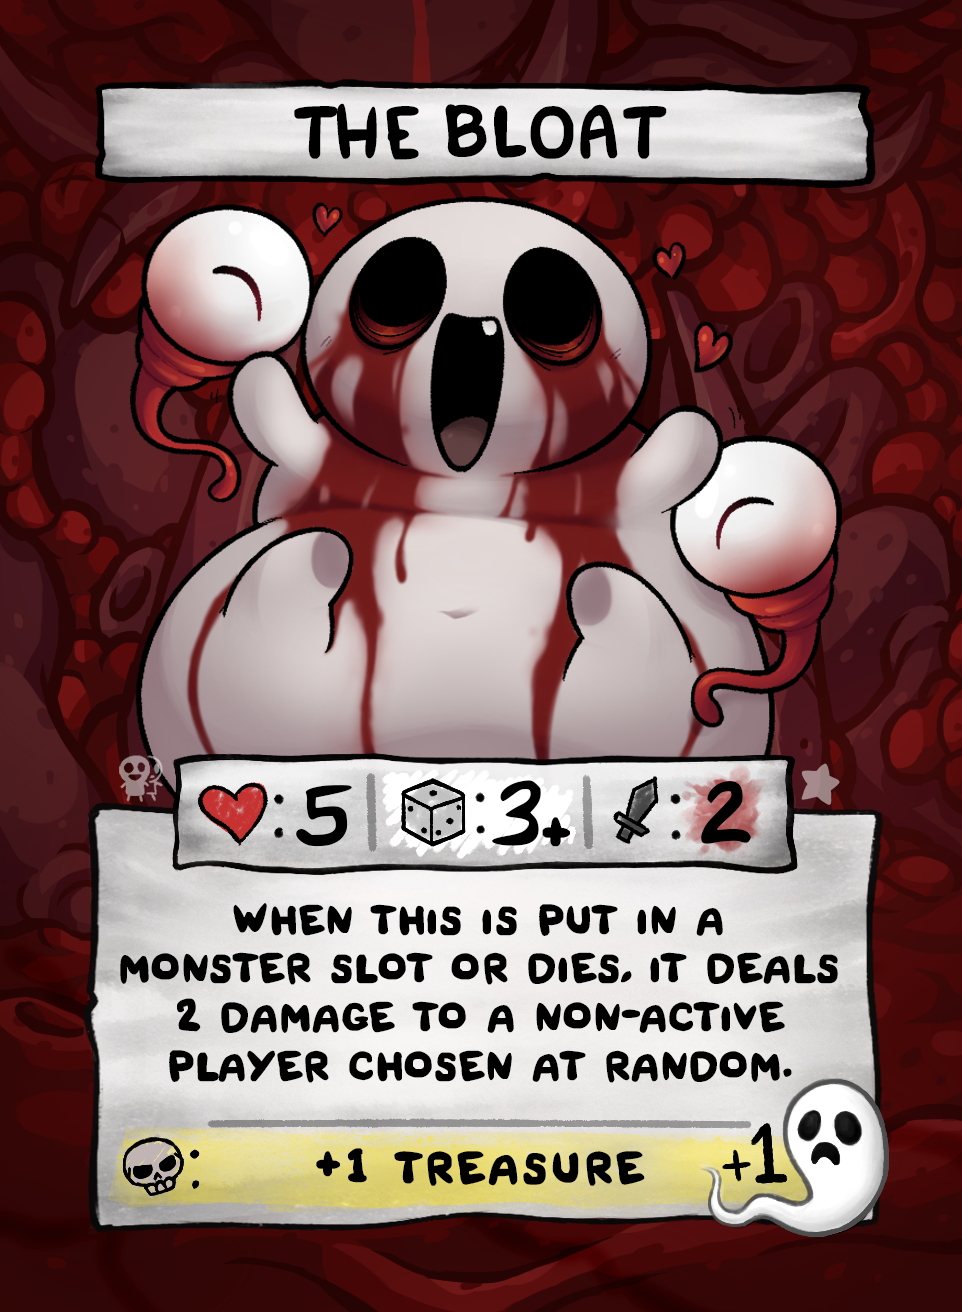 THE BLOAT
: 5 : 3+ : 2
WHEN THIS IS PUT IN A
MONSTER SLOT OR DIES, IT DEALS
2 DAMAGE TO A NON-ACTIVE
PLAYER CHOSEN AT RANDOM.
: +1 TREASURE +1